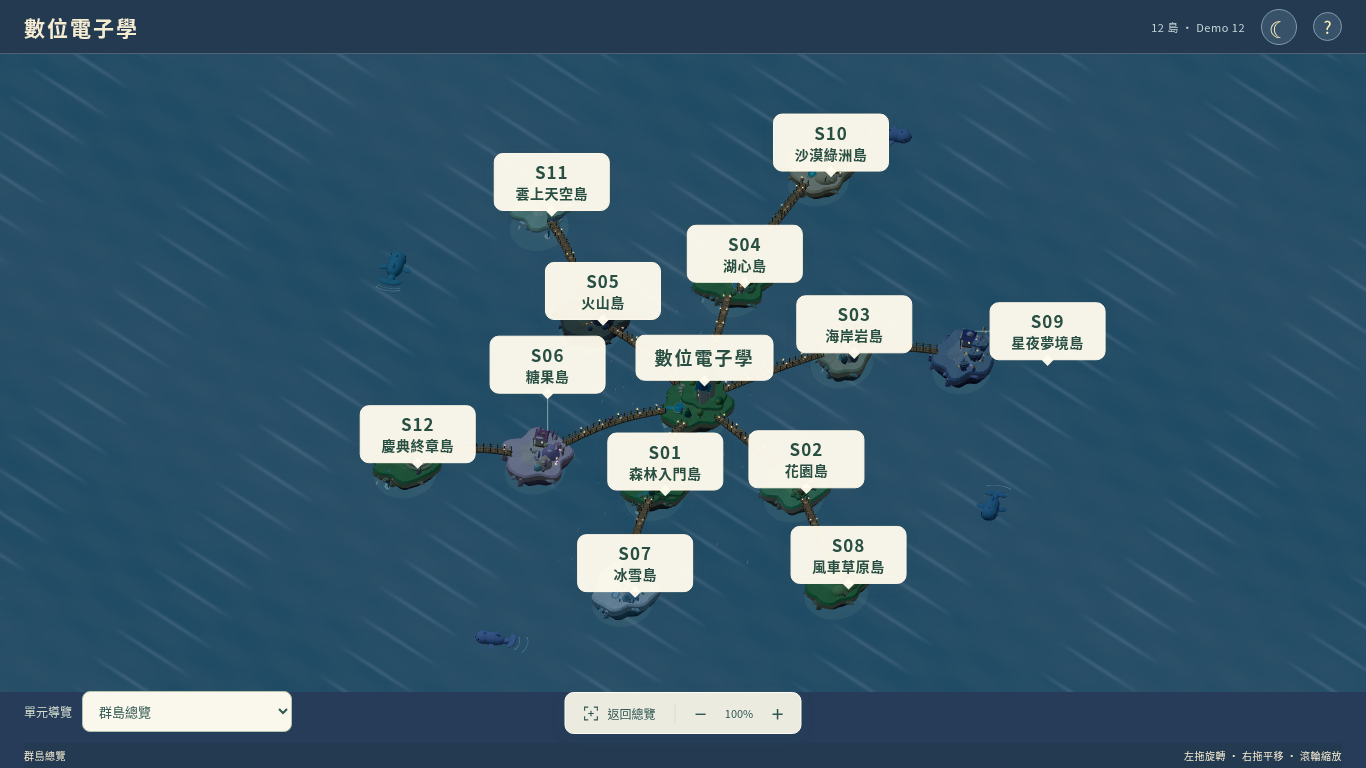 數位電子學
12 島 · Demo 12
?
S10
沙漠綠洲島
S11
雲上天空島
S04
湖心島
S05
火山島
S03
海岸岩島
S09
星夜夢境島
S06
糖果島
數位電子學
S12
慶典終章島
S01
森林入門島
S02
花園島
S07
冰雪島
S08
風車草原島
單元導覽
群島總覽
返回總覽
− 100% +
群島總覽
左拖旋轉 · 右拖平移 · 滾輪縮放